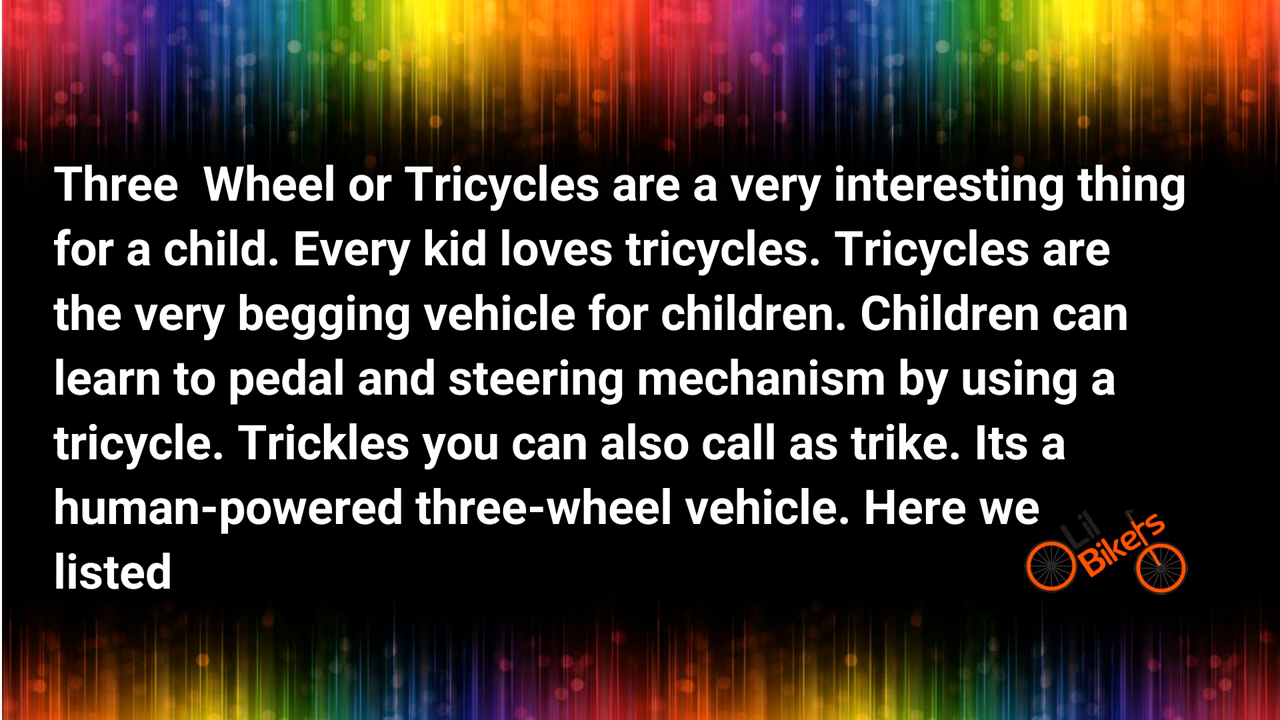 Three  Wheel or Tricycles are a very interesting thing
for a child. Every kid loves tricycles. Tricycles are
the very begging vehicle for children. Children can
learn to pedal and steering mechanism by using a
tricycle. Trickles you can also call as trike. Its a
human-powered three-wheel vehicle. Here we
listed
Lil
Bikers